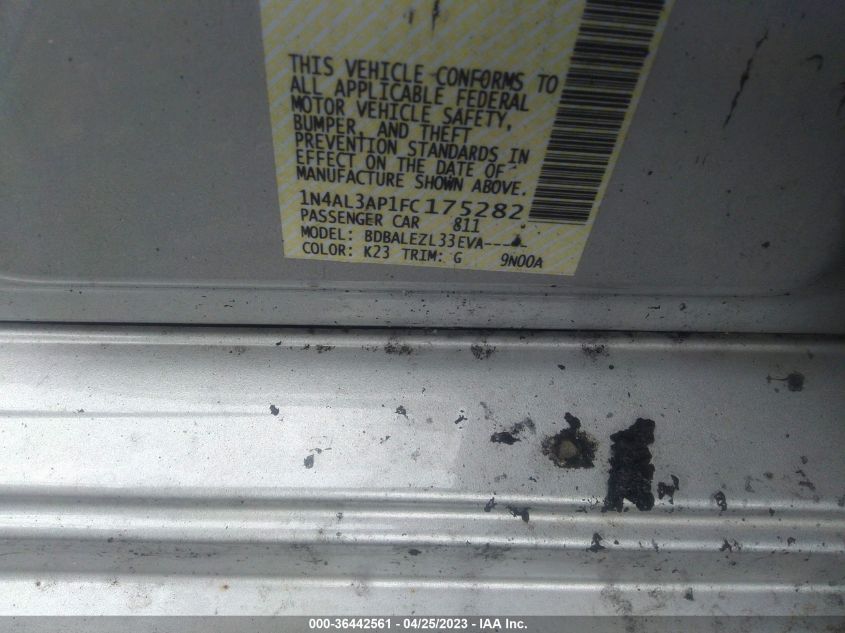 THIS VEHICLE CONFORMS TO
ALL APPLICABLE FEDERAL
MOTOR VEHICLE SAFETY,
BUMPER, AND THEFT
PREVENTION STANDARDS IN
EFFECT ON THE DATE OF
MANUFACTURE SHOWN ABOVE.
1N4AL3AP1FC175282
PASSENGER CAR 811
MODEL: BDBALEZL33EVA-----
COLOR: K23 TRIM: G 9N00A
000-36442561 - 04/25/2023 - IAA Inc.